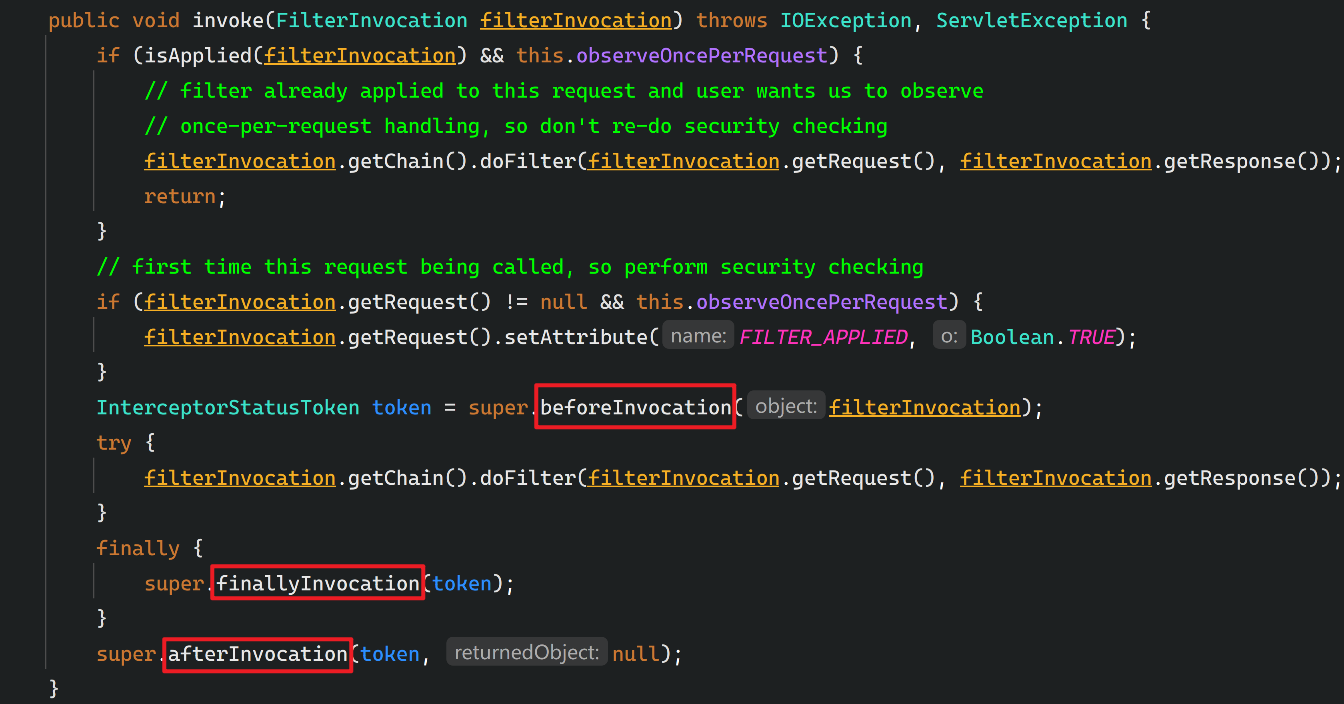 public void invoke(FilterInvocation filterInvocation) throws IOException, ServletException {
if (isApplied(filterInvocation) && this.observeOncePerRequest) {
// filter already applied to this request and user wants us to observe
// once-per-request handling, so don't re-do security checking
filterInvocation.getChain().doFilter(filterInvocation.getRequest(), filterInvocation.getResponse());
return;
}
// first time this request being called, so perform security checking
if (filterInvocation.getRequest() != null && this.observeOncePerRequest) {
filterInvocation.getRequest().setAttribute( name: FILTER_APPLIED, o: Boolean.TRUE);
}
InterceptorStatusToken token = super.beforeInvocation( object: filterInvocation);
try {
filterInvocation.getChain().doFilter(filterInvocation.getRequest(), filterInvocation.getResponse());
}
finally {
super.finallyInvocation(token);
}
super.afterInvocation(token, returnedObject: null);
}